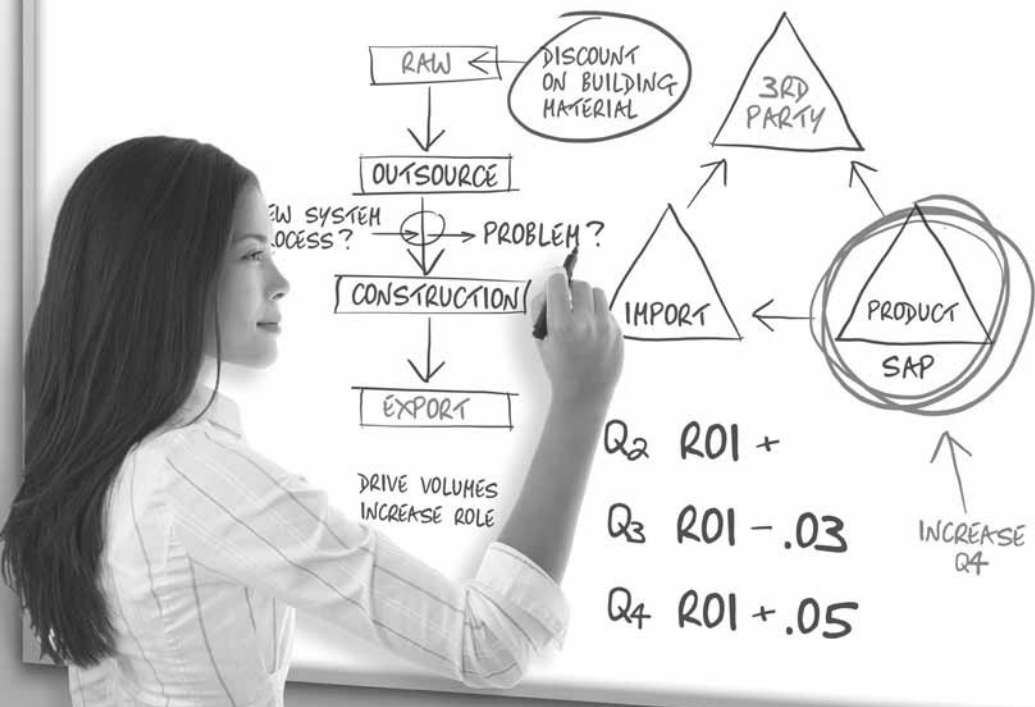 RAW
DISCOUNT
ON BUILDING
MATERIAL
3RD
PARTY
OUTSOURCE
SYSTEM
PROBLEM?
CONSTRUCTION
IMPORT
PRODUCT
SAP
EXPORT
DRIVE VOLUMES
INCREASE ROLE
Q2 ROI +
Q3 ROI - .03
Q4 ROI + .05
INCREASE
Q4